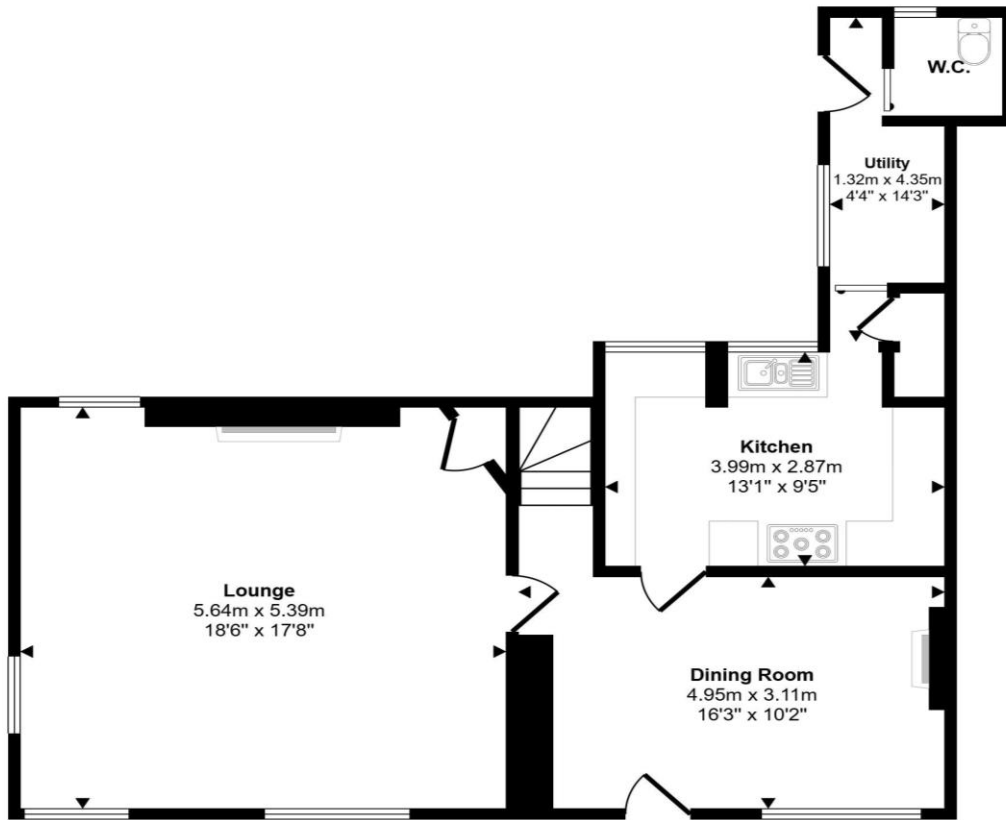 W.C.
Utility
1.32m x 4.35m
4'4" x 14'3"
Kitchen
3.99m x 2.87m
13'1" x 9'5"
Lounge
5.64m x 5.39m
18'6" x 17'8"
Dining Room
4.95m x 3.11m
16'3" x 10'2"